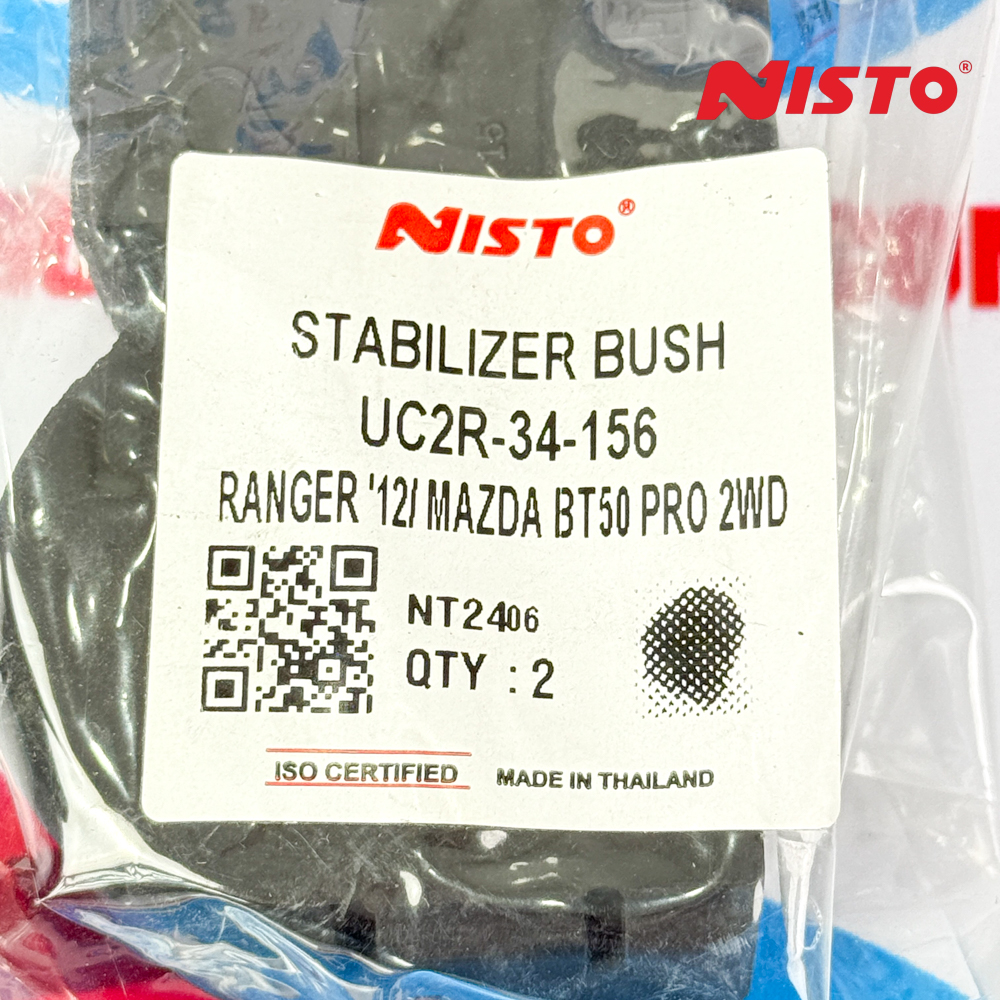 NISTO®
NISTO®
STABILIZER BUSH
UC2R-34-156
RANGER '12/ MAZDA BT50 PRO 2WD
NT2406
QTY : 2
ISO CERTIFIED
MADE IN THAILAND